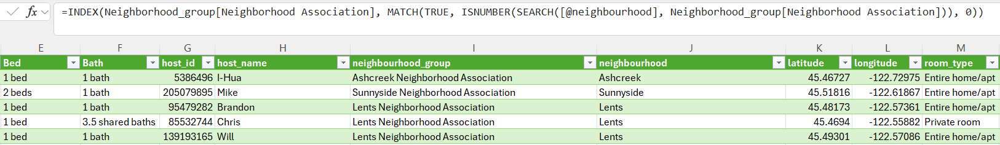 fx =INDEX(Neighborhood_group[Neighborhood Association], MATCH(TRUE, ISNUMBER(SEARCH([@neighbourhood], Neighborhood_group[Neighborhood Association])), 0))
E F G H I J K L M
Bed Bath host_id host_name neighbourhood_group neighbourhood latitude longitude room_type
1 bed 1 bath 5386496 I-Hua Ashcreek Neighborhood Association Ashcreek 45.46727 -122.72975 Entire home/apt
2 beds 1 bath 205079895 Mike Sunnyside Neighborhood Association Sunnyside 45.51816 -122.61867 Entire home/apt
1 bed 1 bath 95479282 Brandon Lents Neighborhood Association Lents 45.48173 -122.57361 Entire home/apt
1 bed 3.5 shared baths 85532744 Chris Lents Neighborhood Association Lents 45.4694 -122.55882 Private room
1 bed 1 bath 139193165 Will Lents Neighborhood Association Lents 45.49301 -122.57086 Entire home/apt